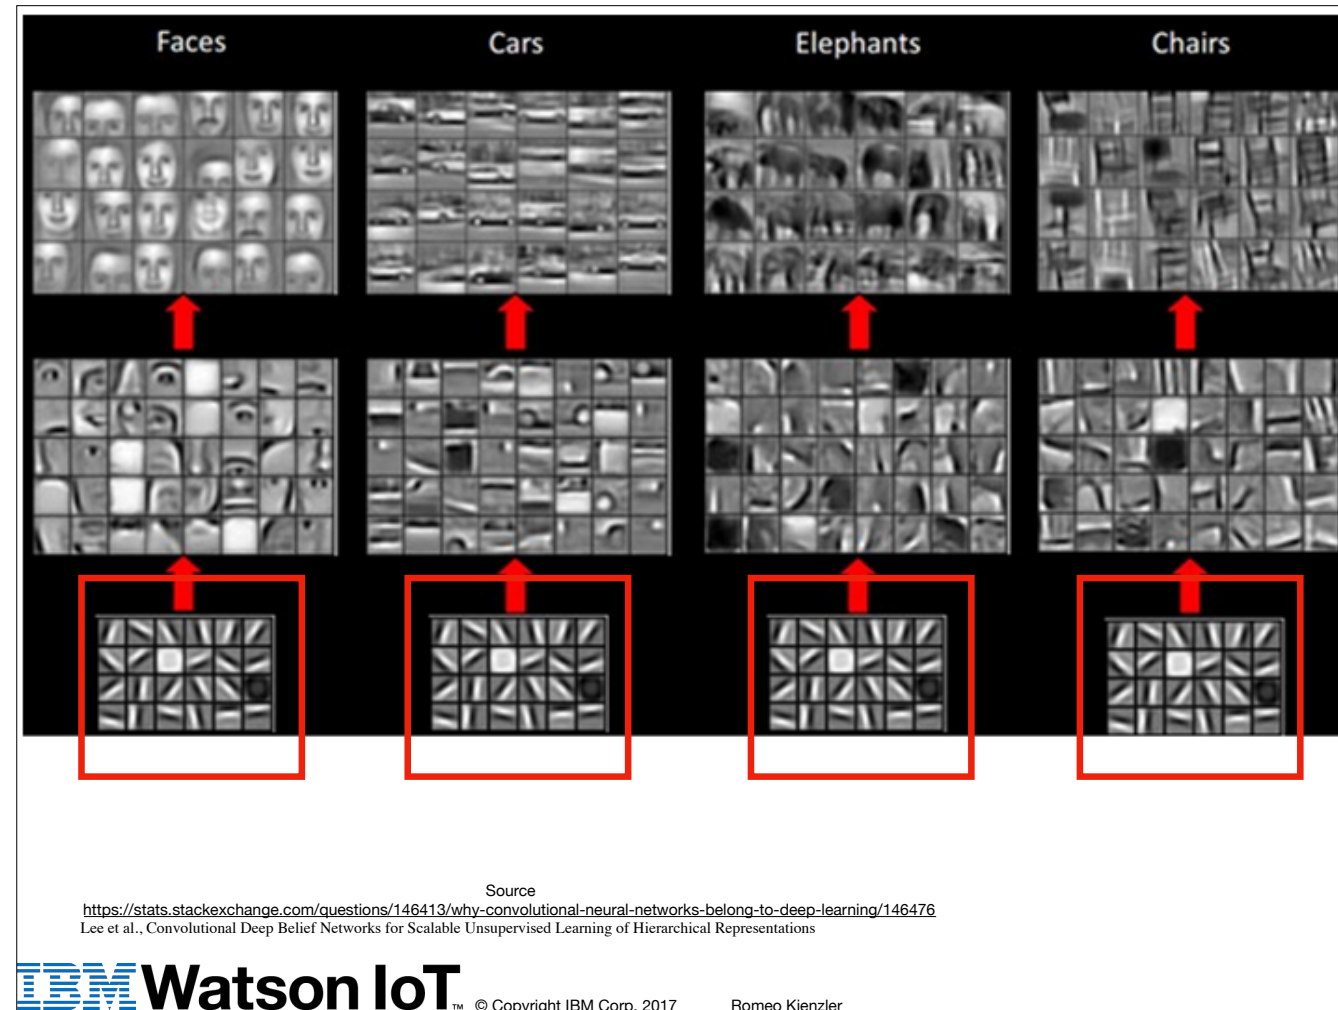 Faces Cars Elephants Chairs
Source
https://stats.stackexchange.com/questions/146413/why-convolutional-neural-networks-belong-to-deep-learning/146476
Lee et al., Convolutional Deep Belief Networks for Scalable Unsupervised Learning of Hierarchical Representations
IBM Watson IoT™ © Copyright IBM Corp. 2017 Romeo Kienzler